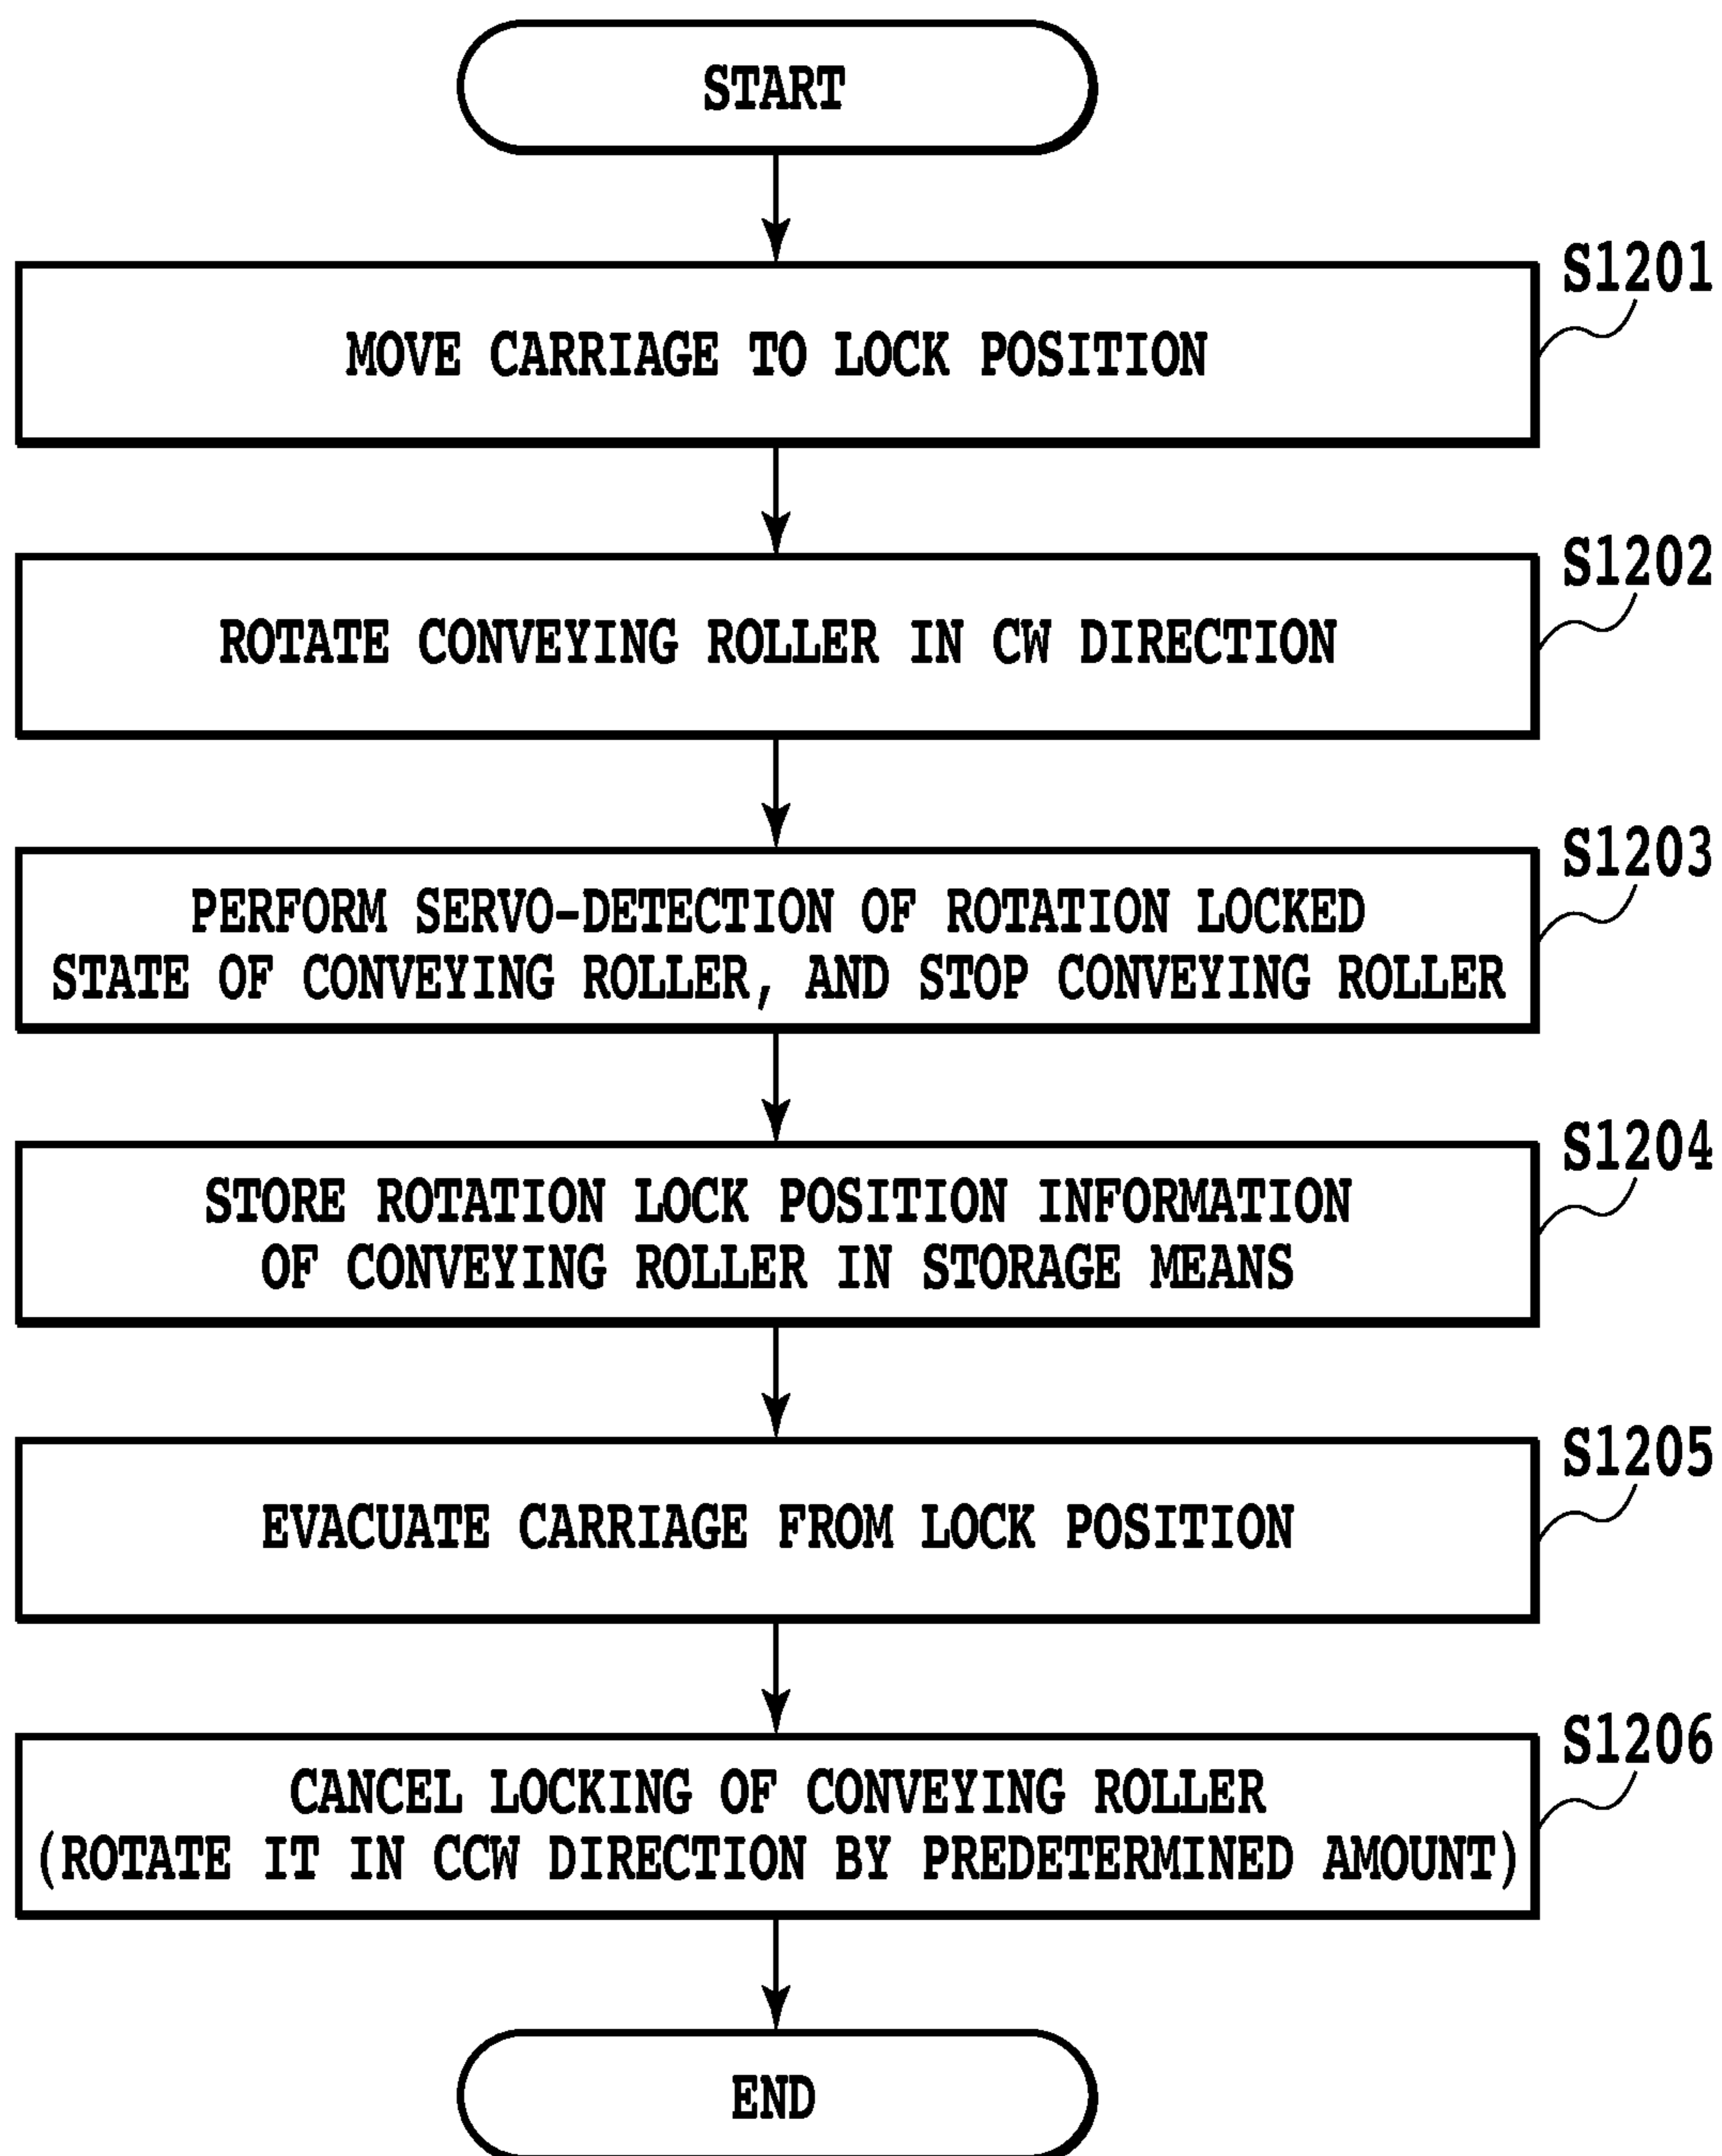 START
S1201
MOVE CARRIAGE TO LOCK POSITION
S1202
ROTATE CONVEYING ROLLER IN CW DIRECTION
S1203
PERFORM SERVO-DETECTION OF ROTATION LOCKED
STATE OF CONVEYING ROLLER, AND STOP CONVEYING ROLLER
S1204
STORE ROTATION LOCK POSITION INFORMATION
OF CONVEYING ROLLER IN STORAGE MEANS
S1205
EVACUATE CARRIAGE FROM LOCK POSITION
S1206
CANCEL LOCKING OF CONVEYING ROLLER
(ROTATE IT IN CCW DIRECTION BY PREDETERMINED AMOUNT)
END